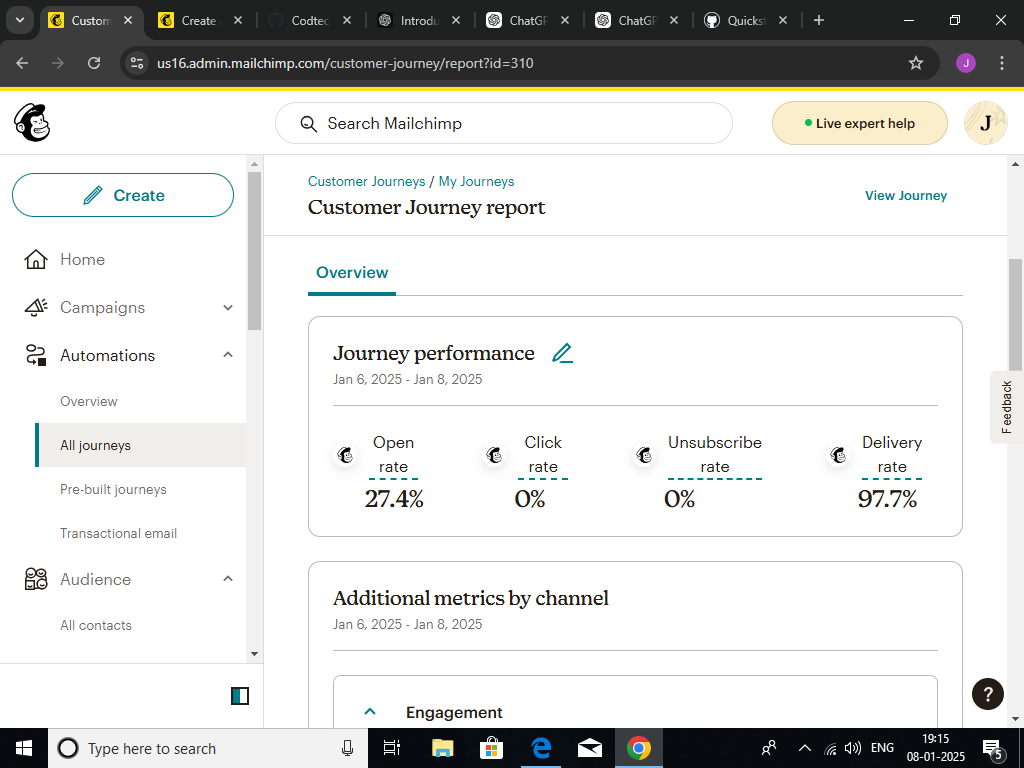 Custom
Create
Codtec
Introdu
ChatGP
ChatGP
Quickst
us16.admin.mailchimp.com/customer-journey/report?id=310
J
Search Mailchimp
Live expert help
J
Create
Home
Campaigns
Automations
Overview
All journeys
Pre-built journeys
Transactional email
Audience
All contacts
Customer Journeys / My Journeys
Customer Journey report
View Journey
Overview
Journey performance
Jan 6, 2025 - Jan 8, 2025
Open rate
27.4%
Click rate
0%
Unsubscribe rate
0%
Delivery rate
97.7%
Additional metrics by channel
Jan 6, 2025 - Jan 8, 2025
Engagement
Feedback
?
Type here to search
ENG
19:15
08-01-2025
5